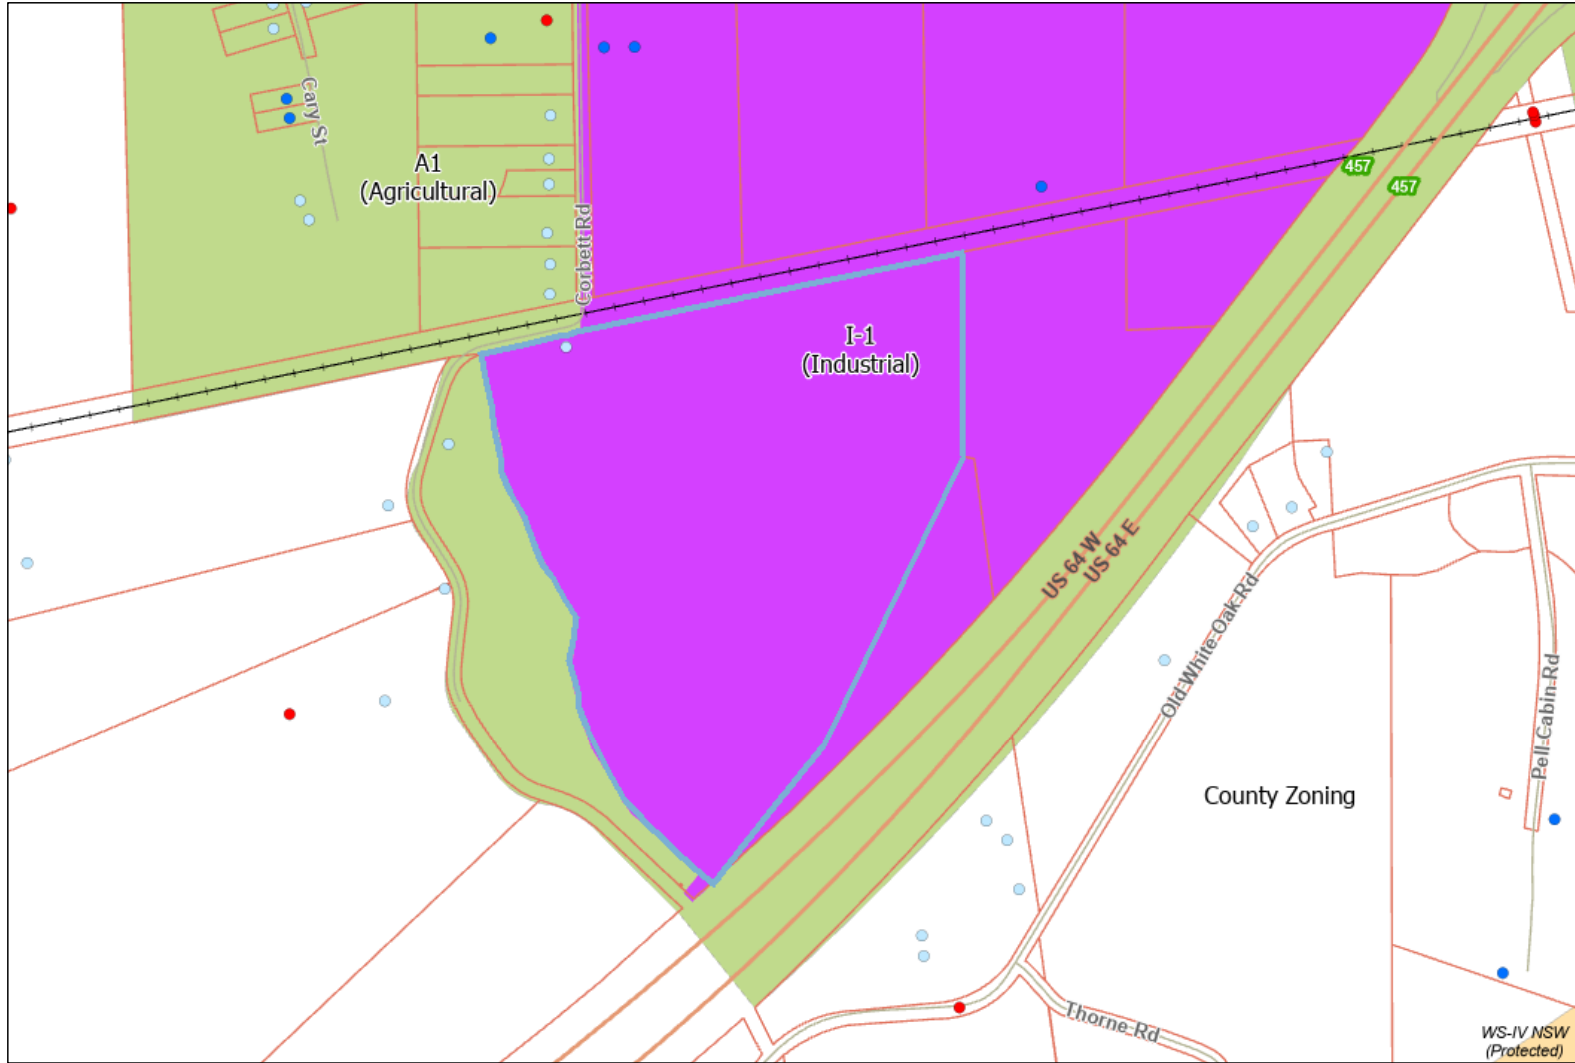 Cary St
A1
(Agricultural)
Corbett Rd
457
457
I-1
(Industrial)
US 64 W
US 64 E
Old White Oak Rd
Pell Cabin Rd
County Zoning
Thorne Rd
WS-IV NSW
(Protected)